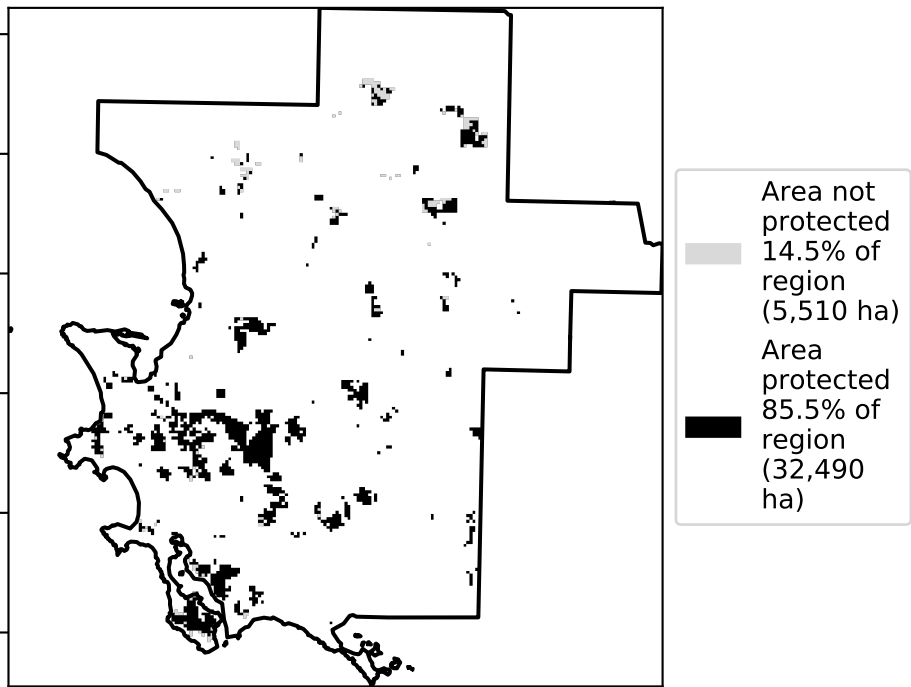 Area not
protected
14.5% of
region
(5,510 ha)
Area
protected
85.5% of
region
(32,490
ha)